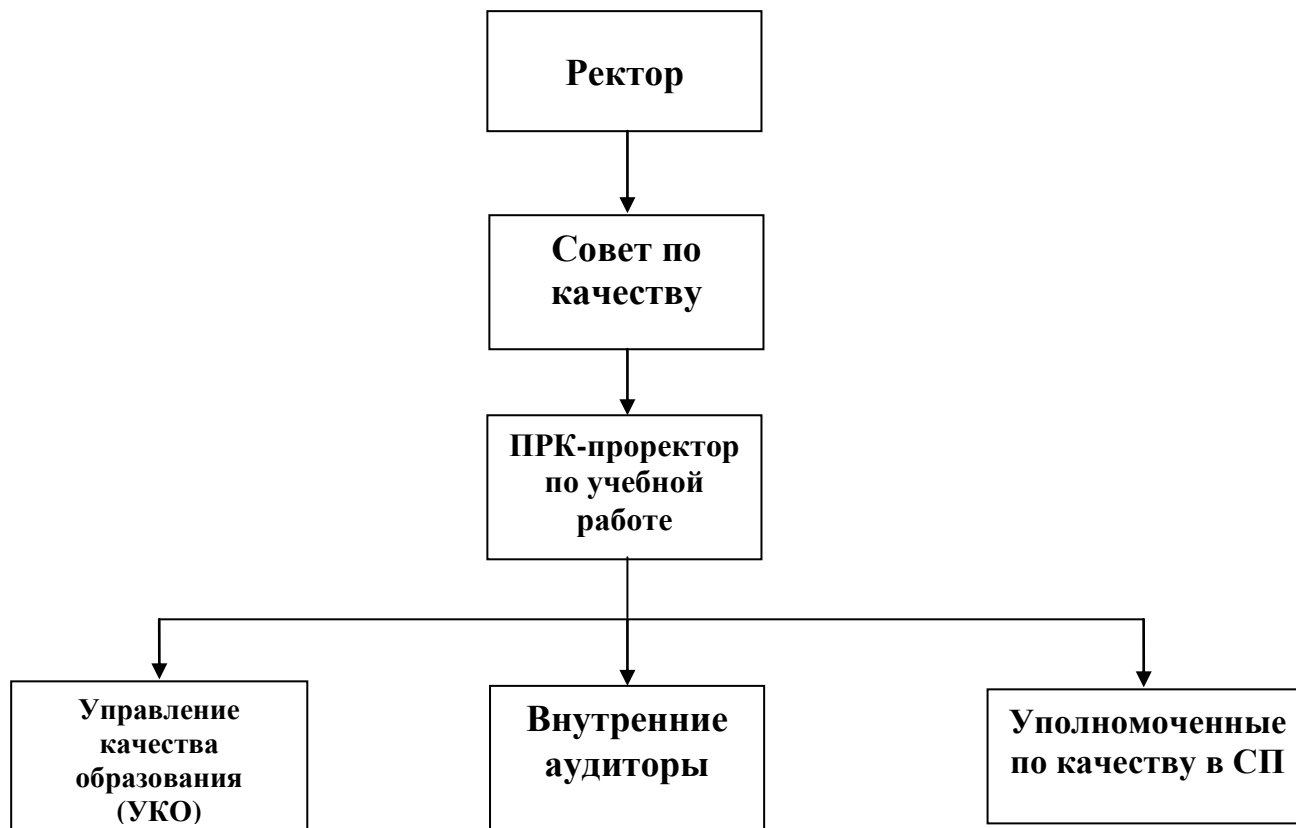 Ректор
Совет по
качеству
ПРК-проректор
по учебной
работе
Управление
качества
образования
(УКО)
Внутренние
аудиторы
Уполномоченные
по качеству в СП